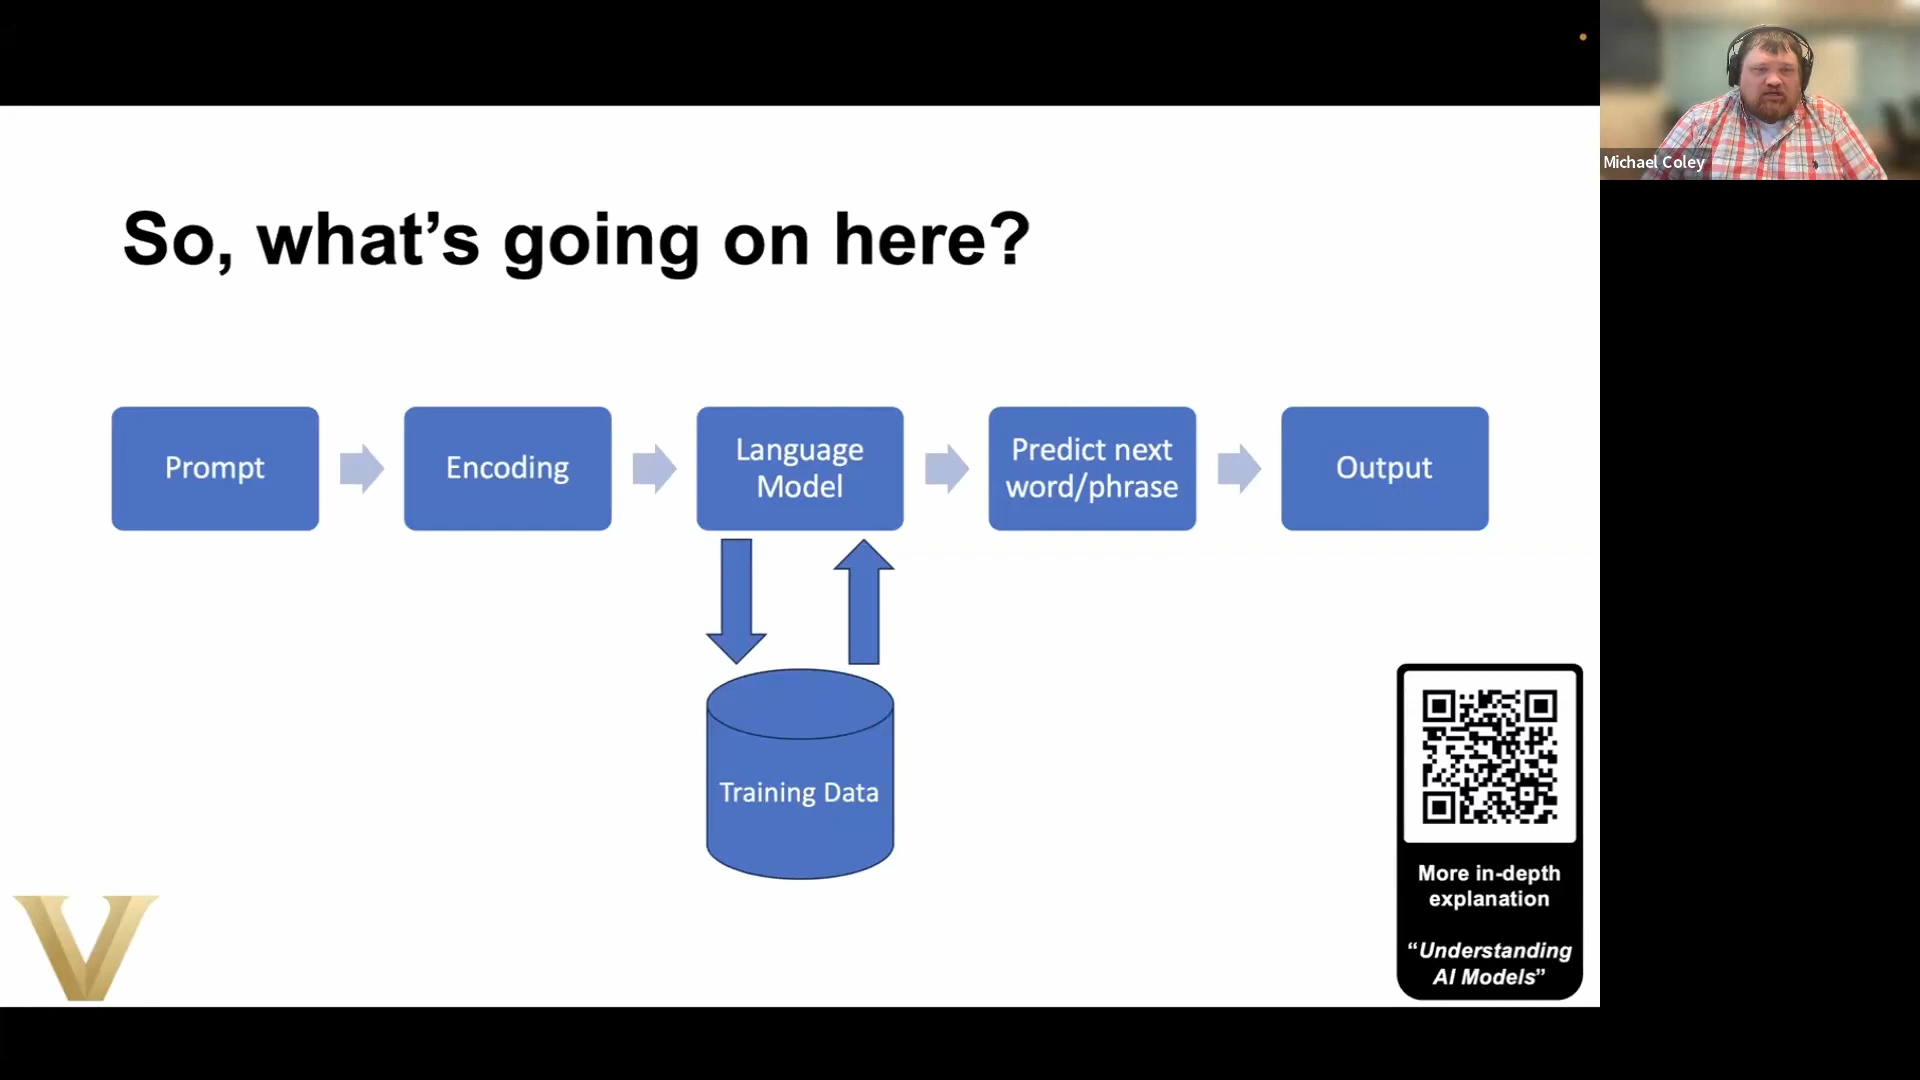 Michael Coley
So, what’s going on here?
Prompt
Encoding
Language
Model
Predict next
word/phrase
Output
Training Data
V
More in-depth
explanation
“Understanding
AI Models”